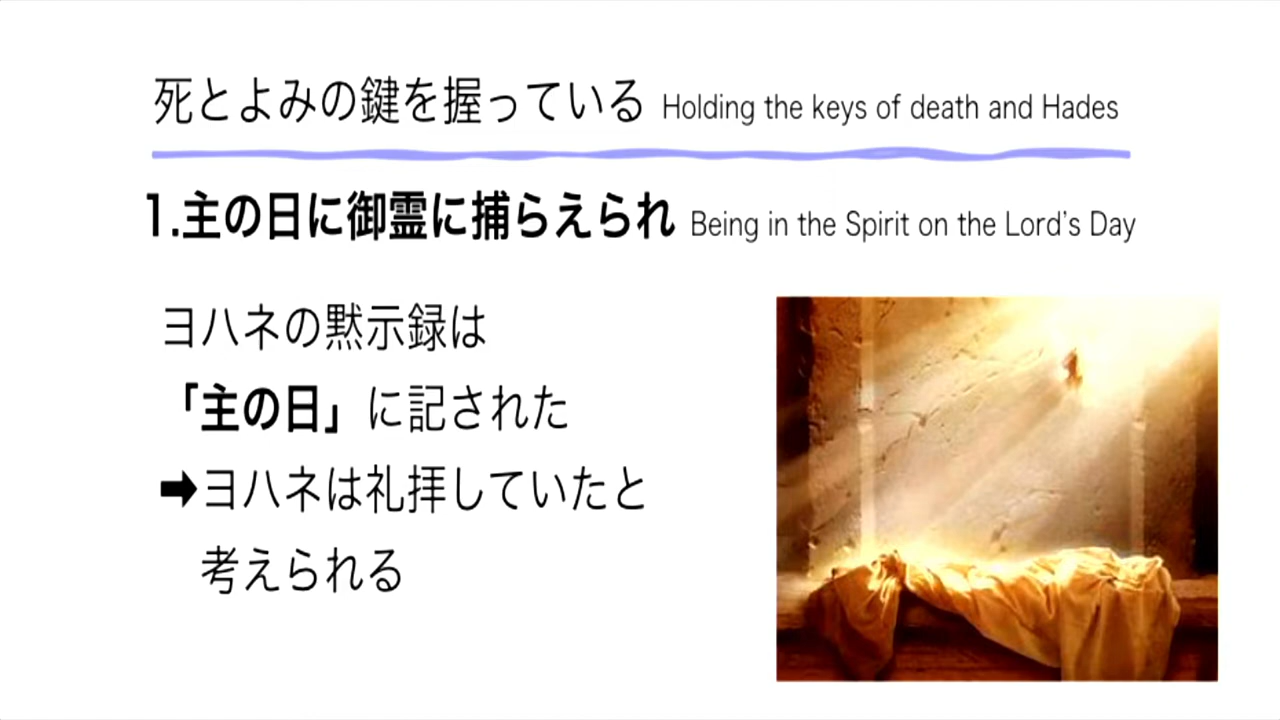 死とよみの鍵を握っている Holding the keys of death and Hades
1.主の日に御霊に捕らえられ Being in the Spirit on the Lord's Day
ヨハネの黙示録は
「主の日」に記された
➡ヨハネは礼拝していたと
考えられる